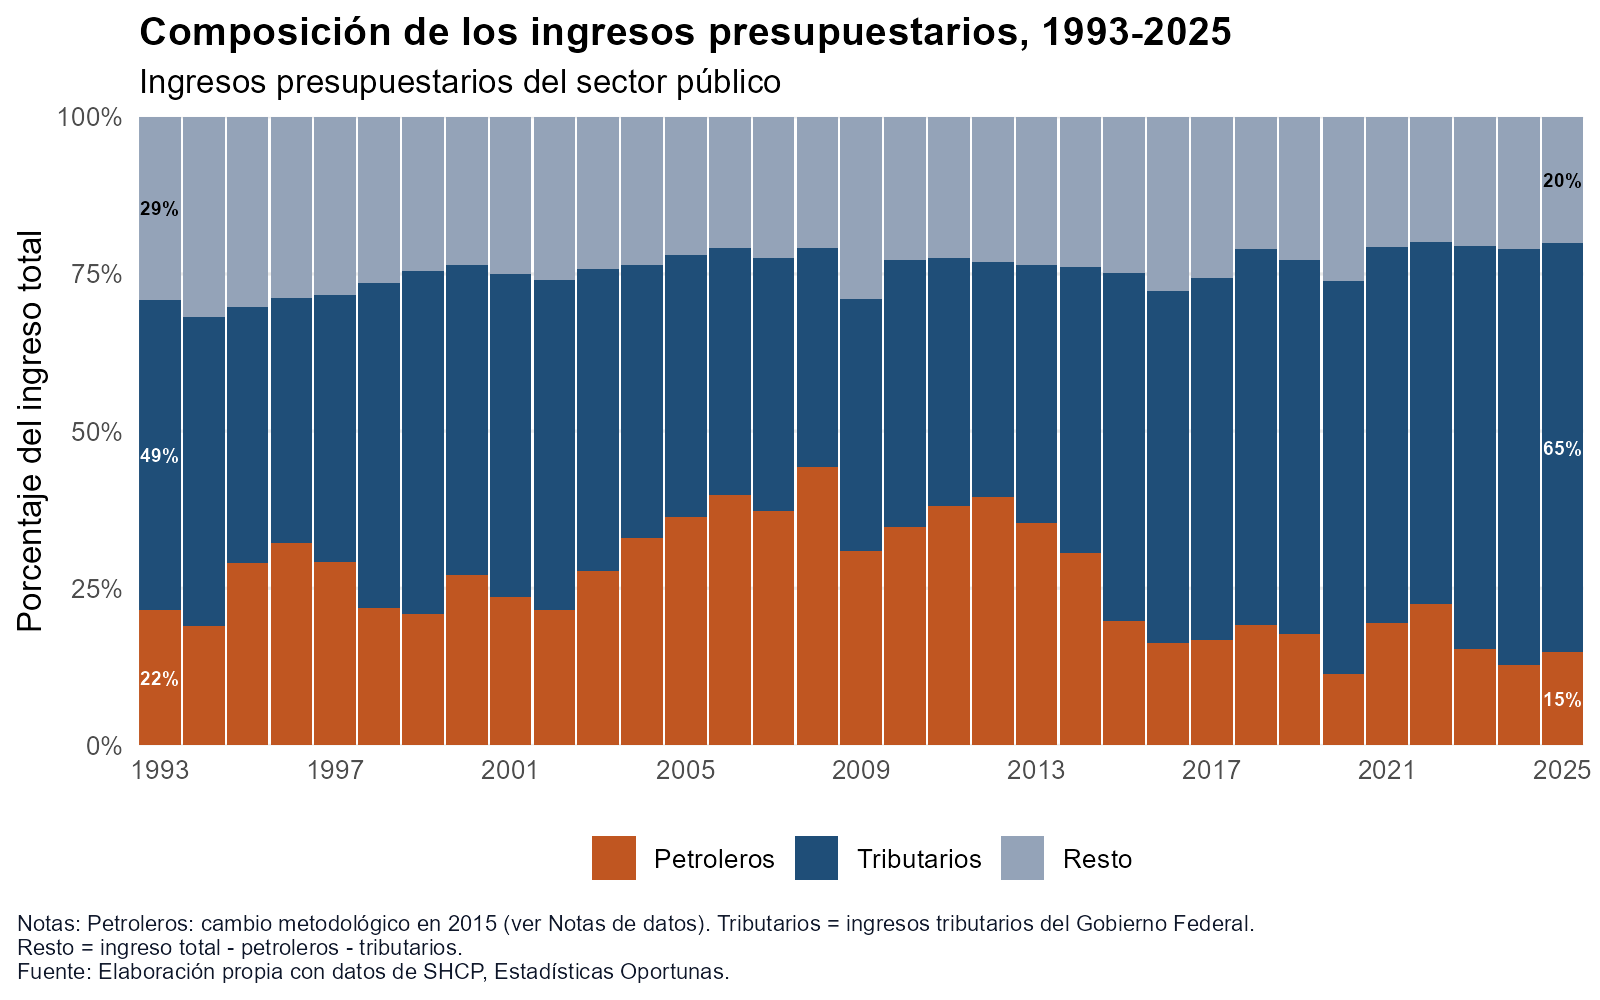 Composición de los ingresos presupuestarios, 1993-2025
Ingresos presupuestarios del sector público
Porcentaje del ingreso total
100%
75%
50%
25%
0%
29%
49%
22%
20%
65%
15%
1993 1997 2001 2005 2009 2013 2017 2021 2025
Petroleros Tributarios Resto
Notas: Petroleros: cambio metodológico en 2015 (ver Notas de datos). Tributarios = ingresos tributarios del Gobierno Federal.
Resto = ingreso total - petroleros - tributarios.
Fuente: Elaboración propia con datos de SHCP, Estadísticas Oportunas.